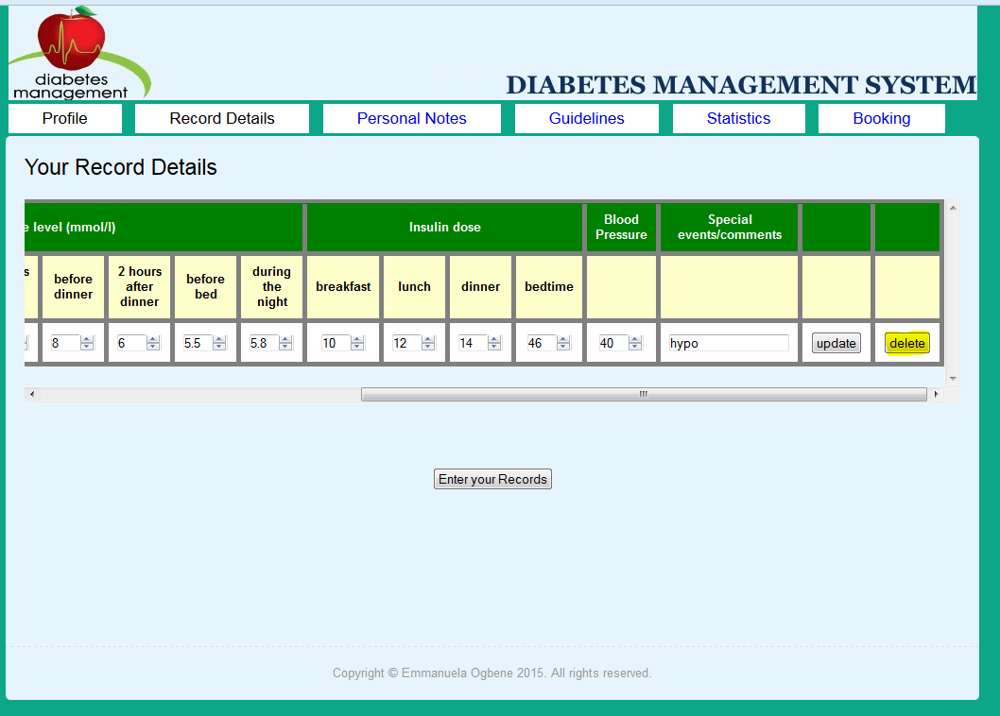 diabetes
management
DIABETES MANAGEMENT SYSTEM
Profile Record Details Personal Notes Guidelines Statistics Booking
Your Record Details
e level (mmol/l) Insulin dose Blood Pressure Special events/comments
s before dinner 2 hours after dinner before bed during the night breakfast lunch dinner bedtime
8 6 5.5 5.8 10 12 14 46 40 hypo update delete
Enter your Records
Copyright © Emmanuela Ogbene 2015. All rights reserved.